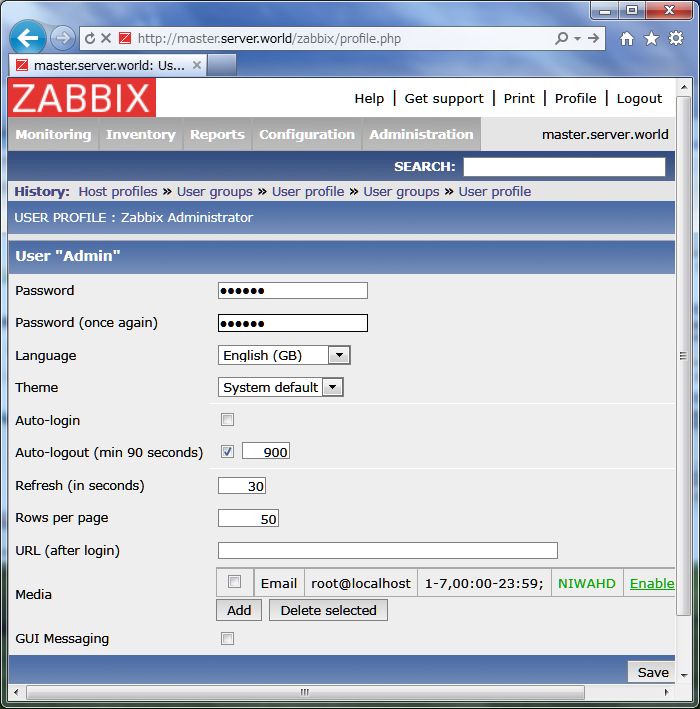 http://master.server.world/zabbix/profile.php
master.server.world: Us...
ZABBIX
Help | Get support | Print | Profile | Logout
Monitoring Inventory Reports Configuration Administration master.server.world
SEARCH:
History: Host profiles » User groups » User profile » User groups » User profile
USER PROFILE : Zabbix Administrator
User "Admin"
Password ●●●●●●
Password (once again) ●●●●●●
Language English (GB)
Theme System default
Auto-login
Auto-logout (min 90 seconds) 900
Refresh (in seconds) 30
Rows per page 50
URL (after login)
Media Email root@localhost 1-7,00:00-23:59; NIWAHD Enable
Add Delete selected
GUI Messaging
Save